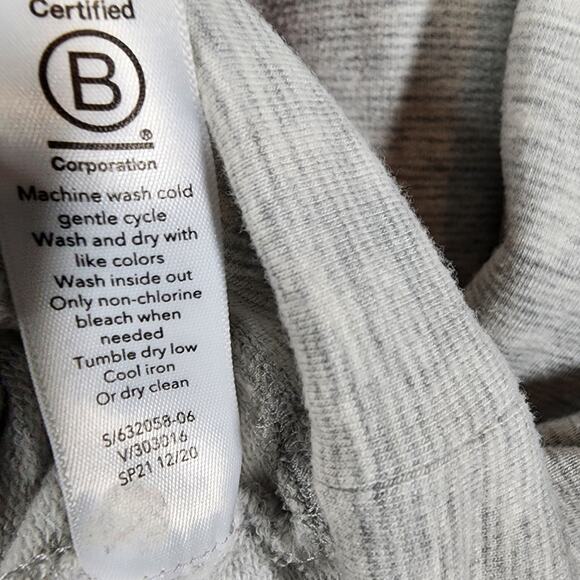 Certified
B
®
Corporation
Machine wash cold
gentle cycle
Wash and dry with
like colors
Wash inside out
Only non-chlorine
bleach when
needed
Tumble dry low
Cool iron
Or dry clean
S/632058-06
V/303016
SP21 12/20